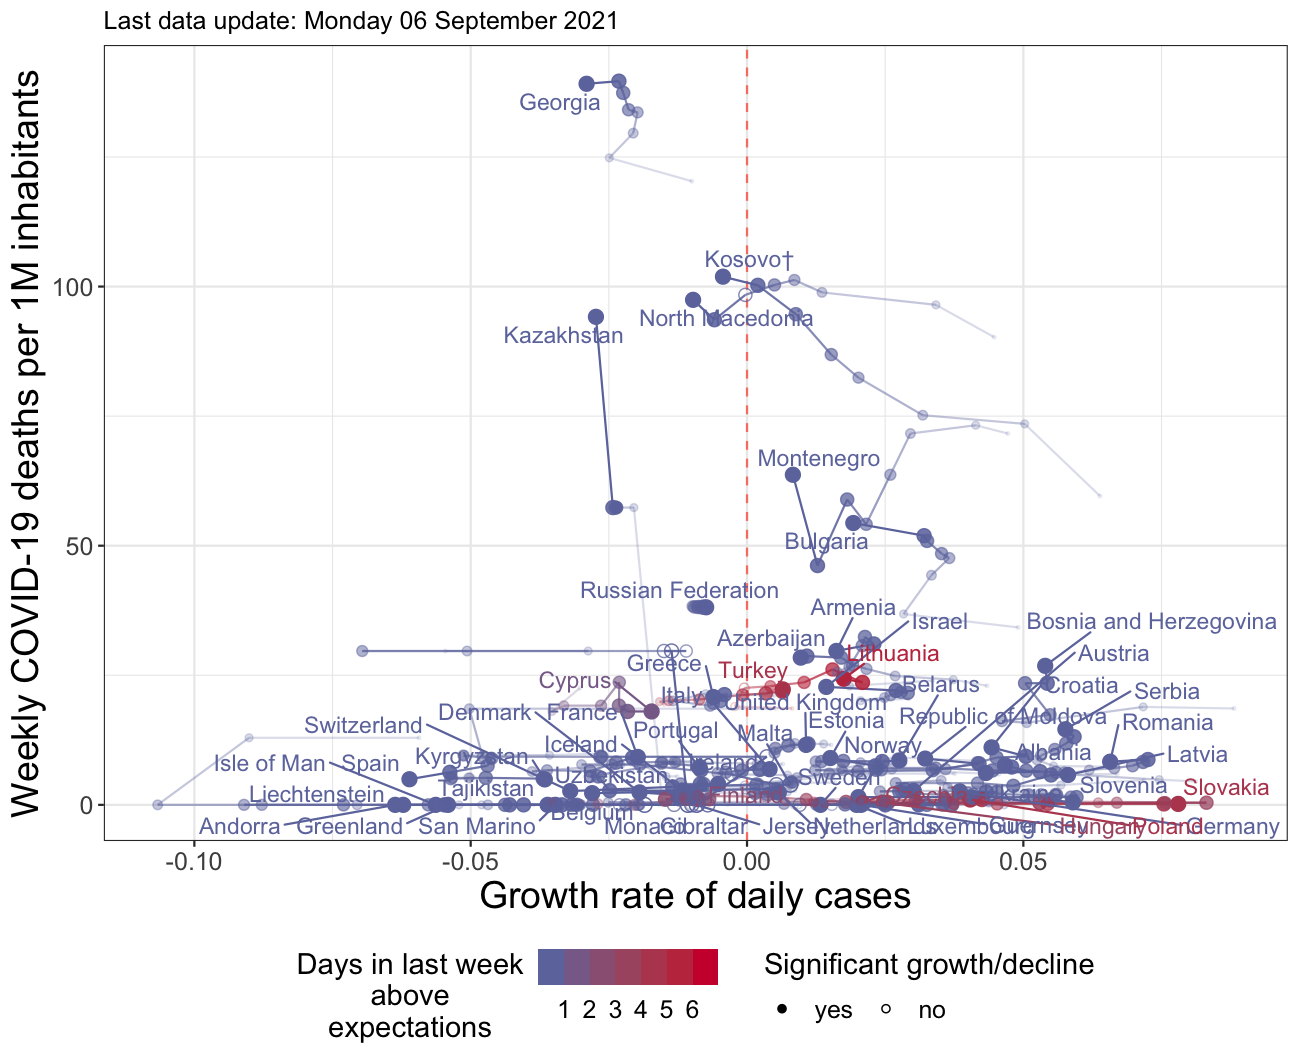 Last data update: Monday 06 September 2021
Weekly COVID-19 deaths per 1M inhabitants
100
50
0
Georgia
Kosovo†
North Macedonia
Kazakhstan
Montenegro
Bulgaria
Russian Federation
Armenia
Israel
Bosnia and Herzegovina
Azerbaijan
Lithuania
Austria
Greece
Turkey
Cyprus
Italy
United Kingdom
Belarus
Croatia
Serbia
Switzerland
Denmark
France
Portugal
Malta
Estonia
Republic of Moldova
Romania
Isle of Man
Spain
Kyrgyzstan
Iceland
Ireland
Norway
Albania
Latvia
Liechtenstein
Tajikistan
Uzbekistan
Finland
Sweden
Slovenia
Slovakia
Andorra
Greenland
San Marino
Belgium
Monaco
Gibraltar
Jersey
Netherlands
Luxembourg
Guernsey
Hungary
Poland
Germany
-0.10
-0.05
0.00
0.05
Growth rate of daily cases
Days in last week
above
expectations
1 2 3 4 5 6
Significant growth/decline
yes
no